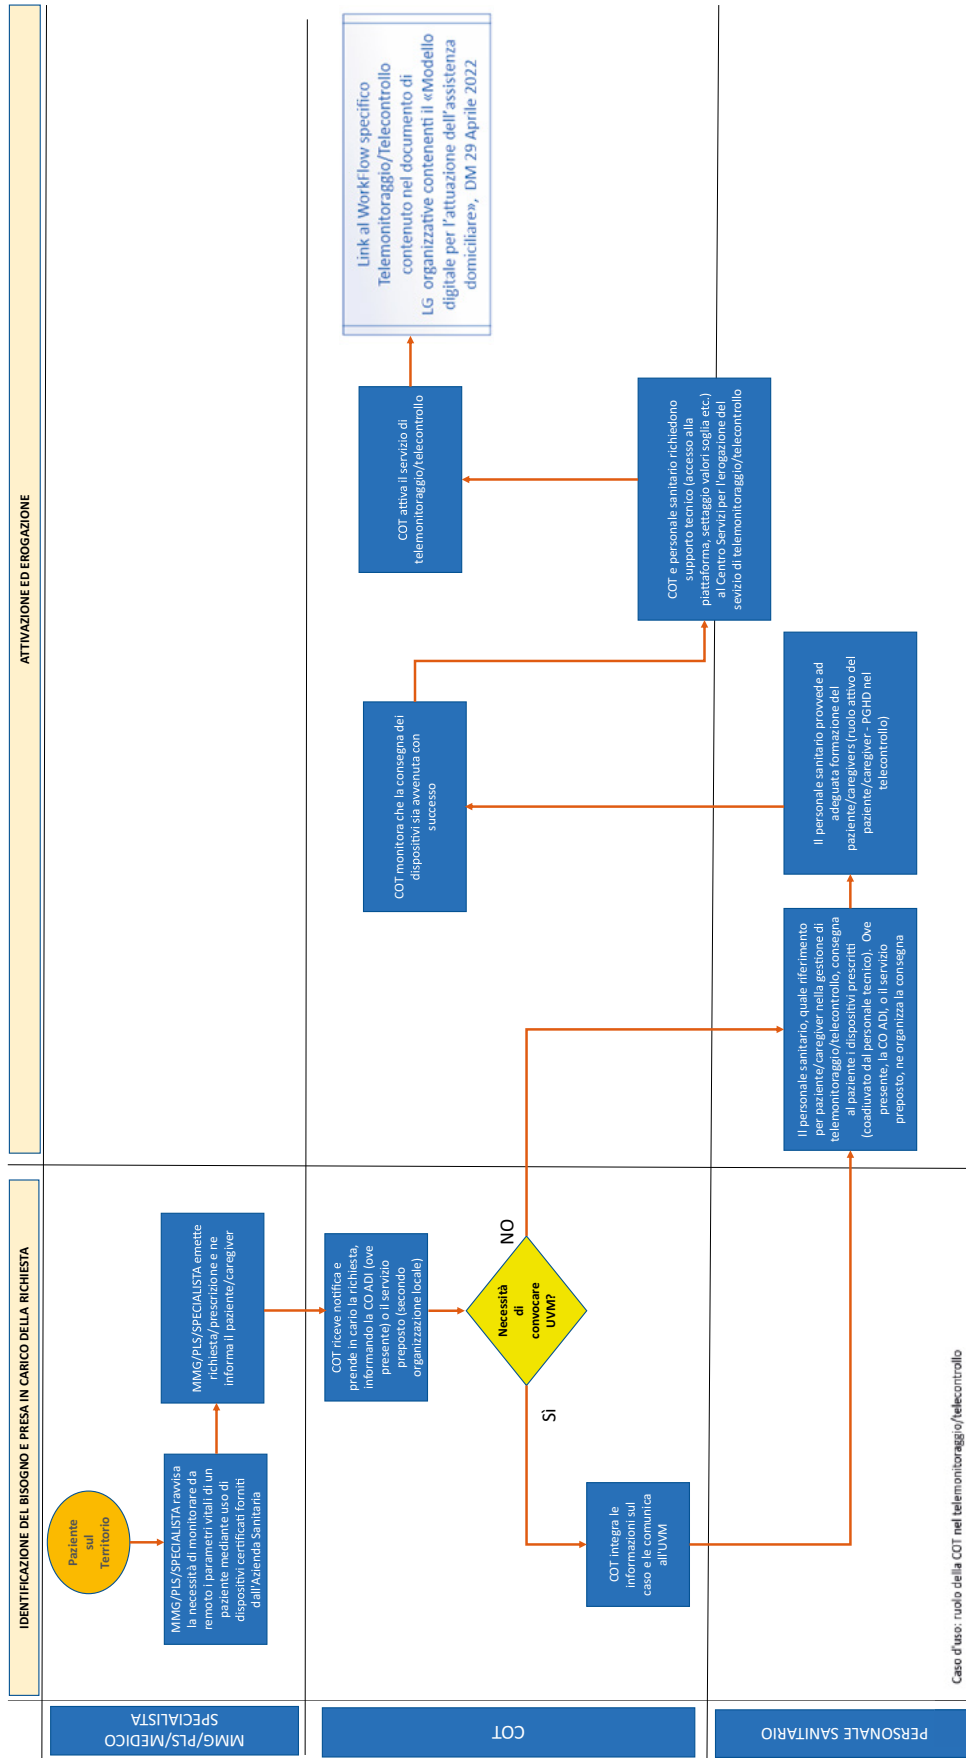 IDENTIFICAZIONE DEL BISOGNO E PRESA IN CARICO DELLA RICHIESTA
ATTIVAZIONE ED EROGAZIONE
MMG/PLS/MEDICO
SPECIALISTA
Paziente
sul
Territorio
MMG/PLS/SPECIALISTA ravvisa
la necessità di monitorare da
remoto i parametri vitali di un
paziente mediante uso di
dispositivi certificati forniti
dall'Azienda Sanitaria
MMG/PLS/SPECIALISTA emette
richiesta/prescrizione e ne
informa il paziente/caregiver
COT
COT riceve notifica e
prende in cario la richiesta,
informando la CO ADI (ove
presente) o il servizio
preposto (secondo
organizzazione locale)
Necessità
di
convocare
UVM?
NO
Sì
COT integra le
informazioni sul
caso e le comunica
all'UVM
COT monitora che la consegna dei
dispositivi sia avvenuta con
successo
COT attiva il servizio di
telemonitoraggio/telecontrollo
Link al WorkFlow specifico
Telemonitoraggio/Telecontrollo
contenuto nel documento di
LG organizzative contenenti il «Modello
digitale per l'attuazione dell'assistenza
domiciliare», DM 29 Aprile 2022
COT e personale sanitario richiedono
supporto tecnico (accesso alla
piattaforma, settaggio valori soglia etc.)
al Centro Servizi per l'erogazione del
sevizio di telemonitoraggio/telecontrollo
PERSONALE SANITARIO
Il personale sanitario, quale riferimento
per paziente/caregiver nella gestione di
telemonitoraggio/telecontrollo, consegna
al paziente i dispositivi prescritti
(coadiuvato dal personale tecnico). Ove
presente, la CO ADI, o il servizio
preposto, ne organizza la consegna
Il personale sanitario provvede ad
adeguata formazione del
paziente/caregivers (ruolo attivo del
paziente/caregiver - PGHD nel
telecontrollo)
Caso d'uso: ruolo della COT nel telemonitoraggio/telecontrollo